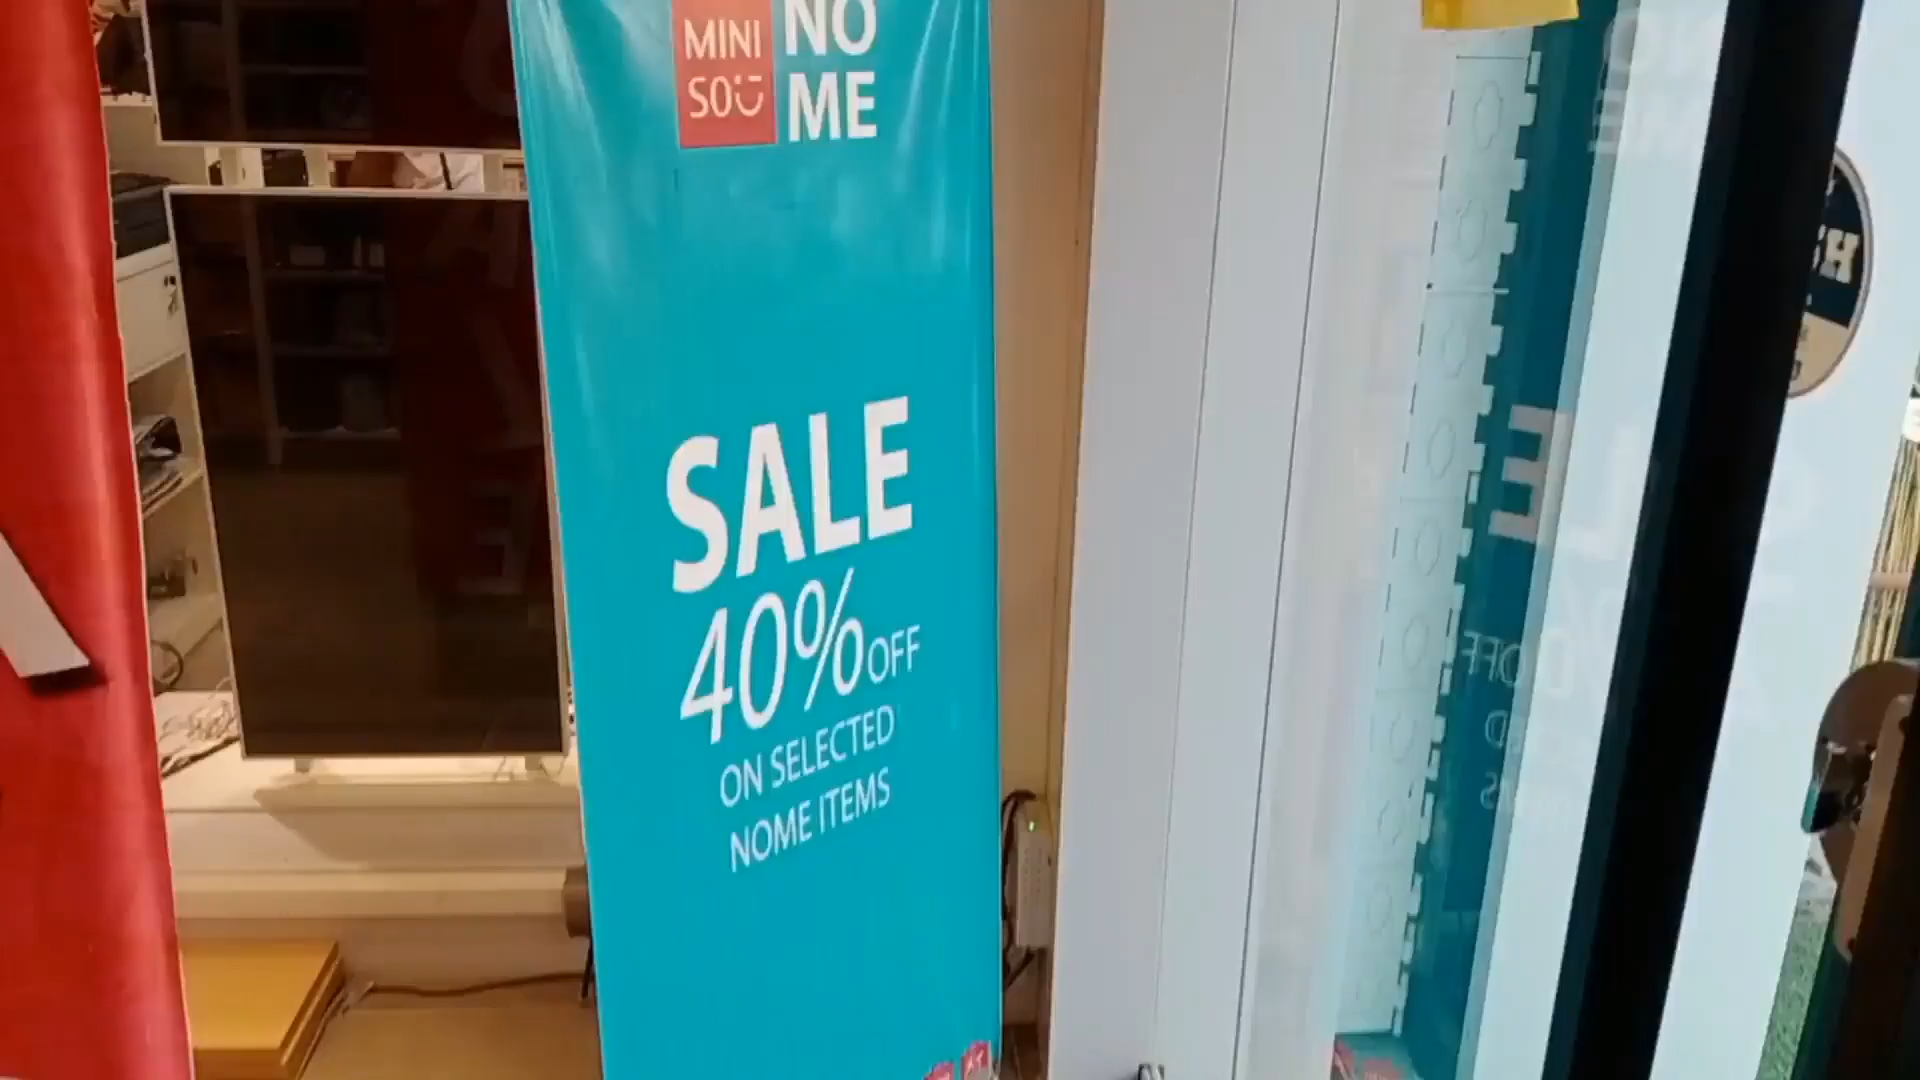 MINI
SO
NO
ME
SALE
40% OFF
ON SELECTED
NOME ITEMS